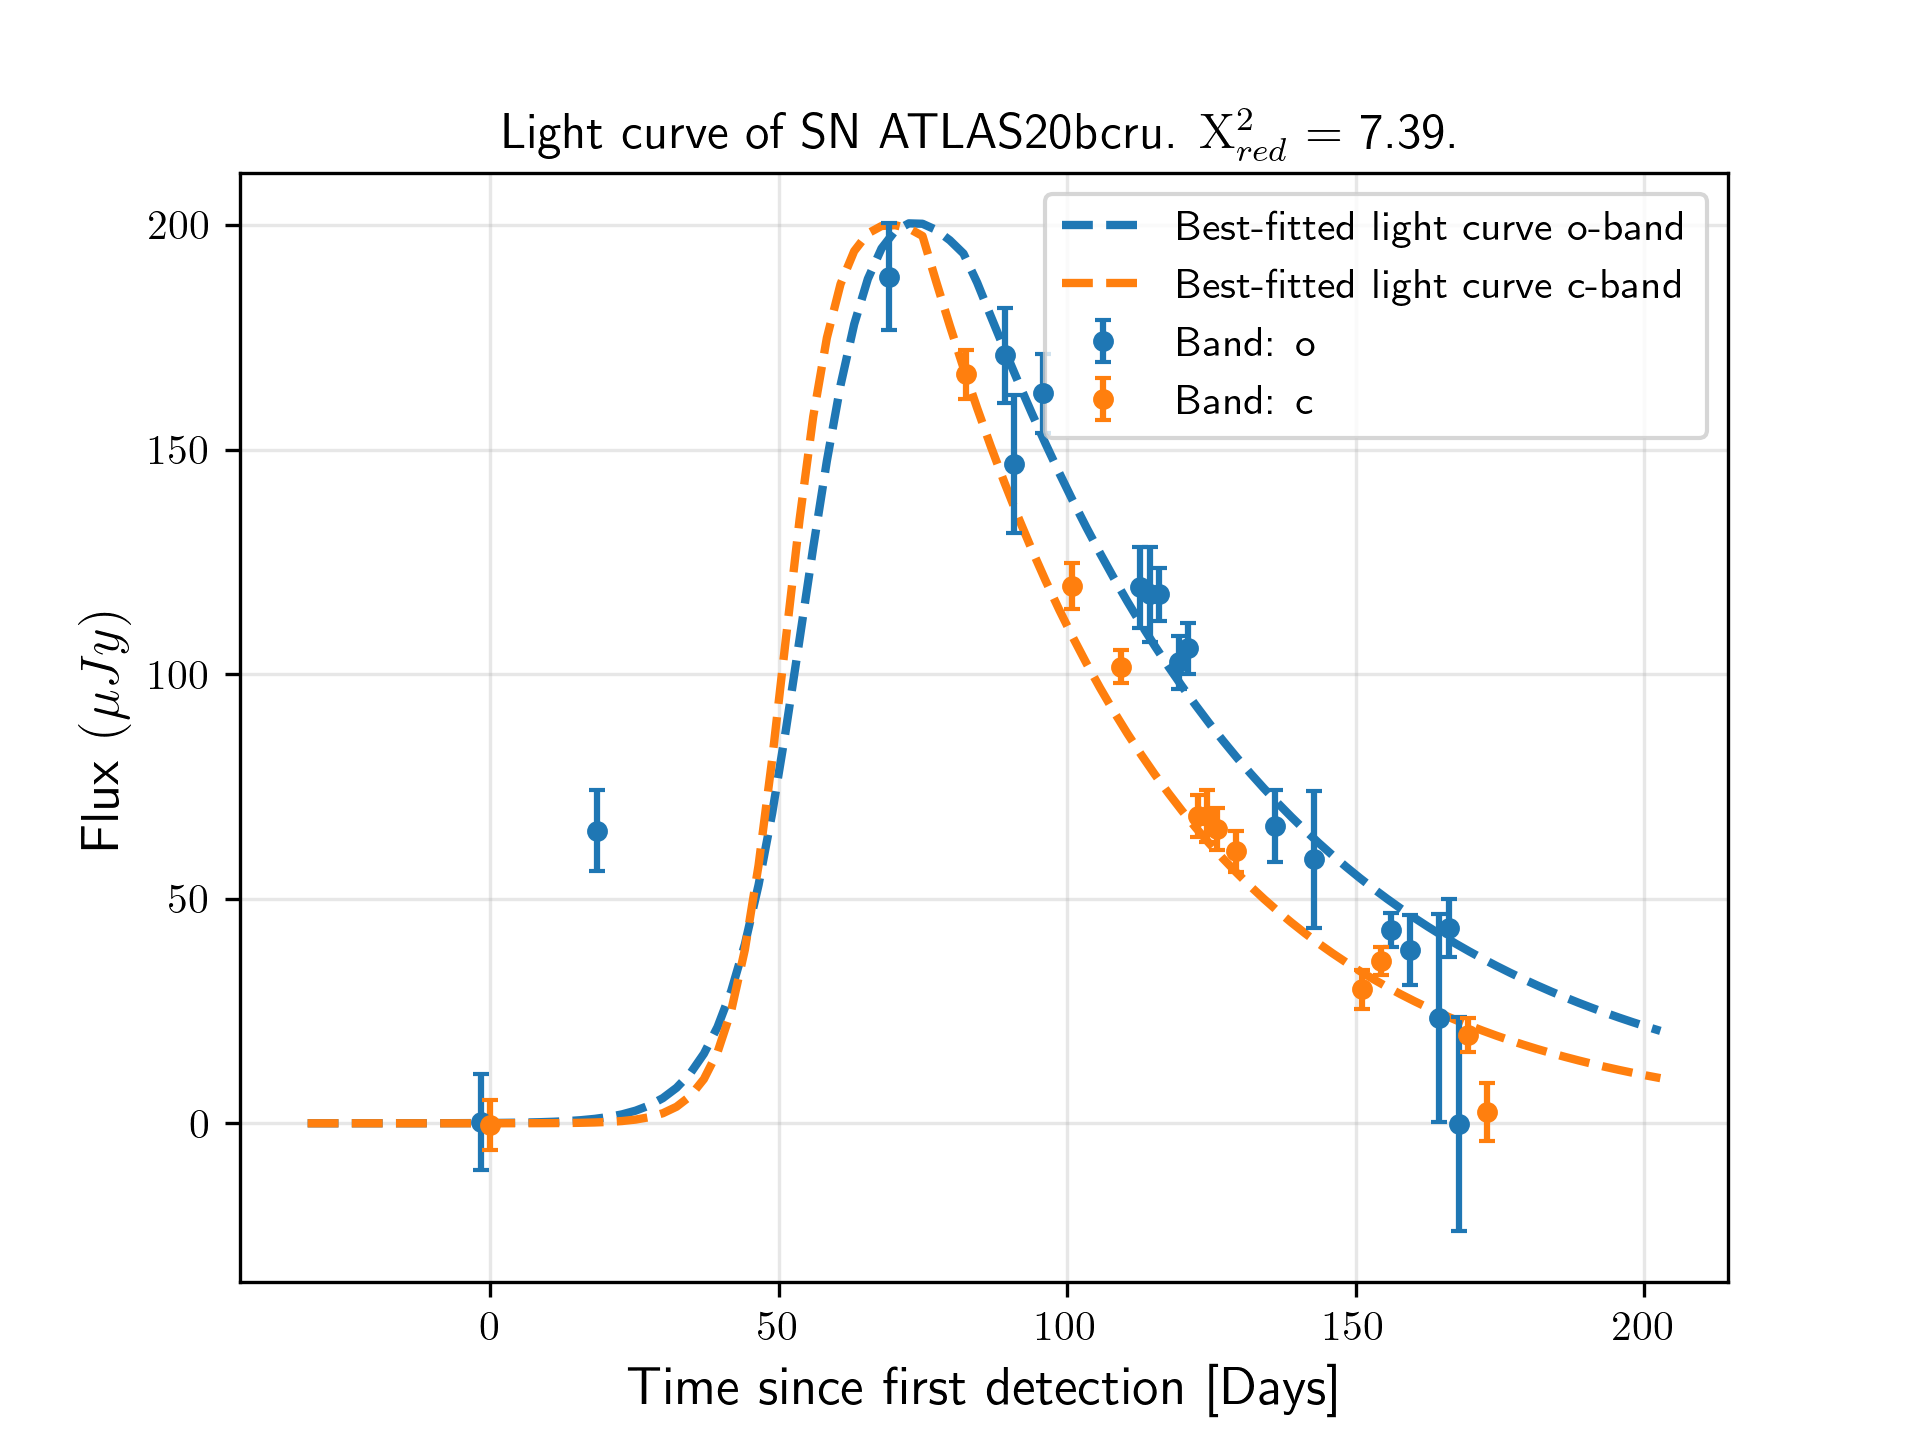 Light curve of SN ATLAS20bcru. X²_red = 7.39.
Best-fitted light curve o-band
Best-fitted light curve c-band
Band: o
Band: c
Flux (μJy)
200
150
100
50
0
0 50 100 150 200
Time since first detection [Days]